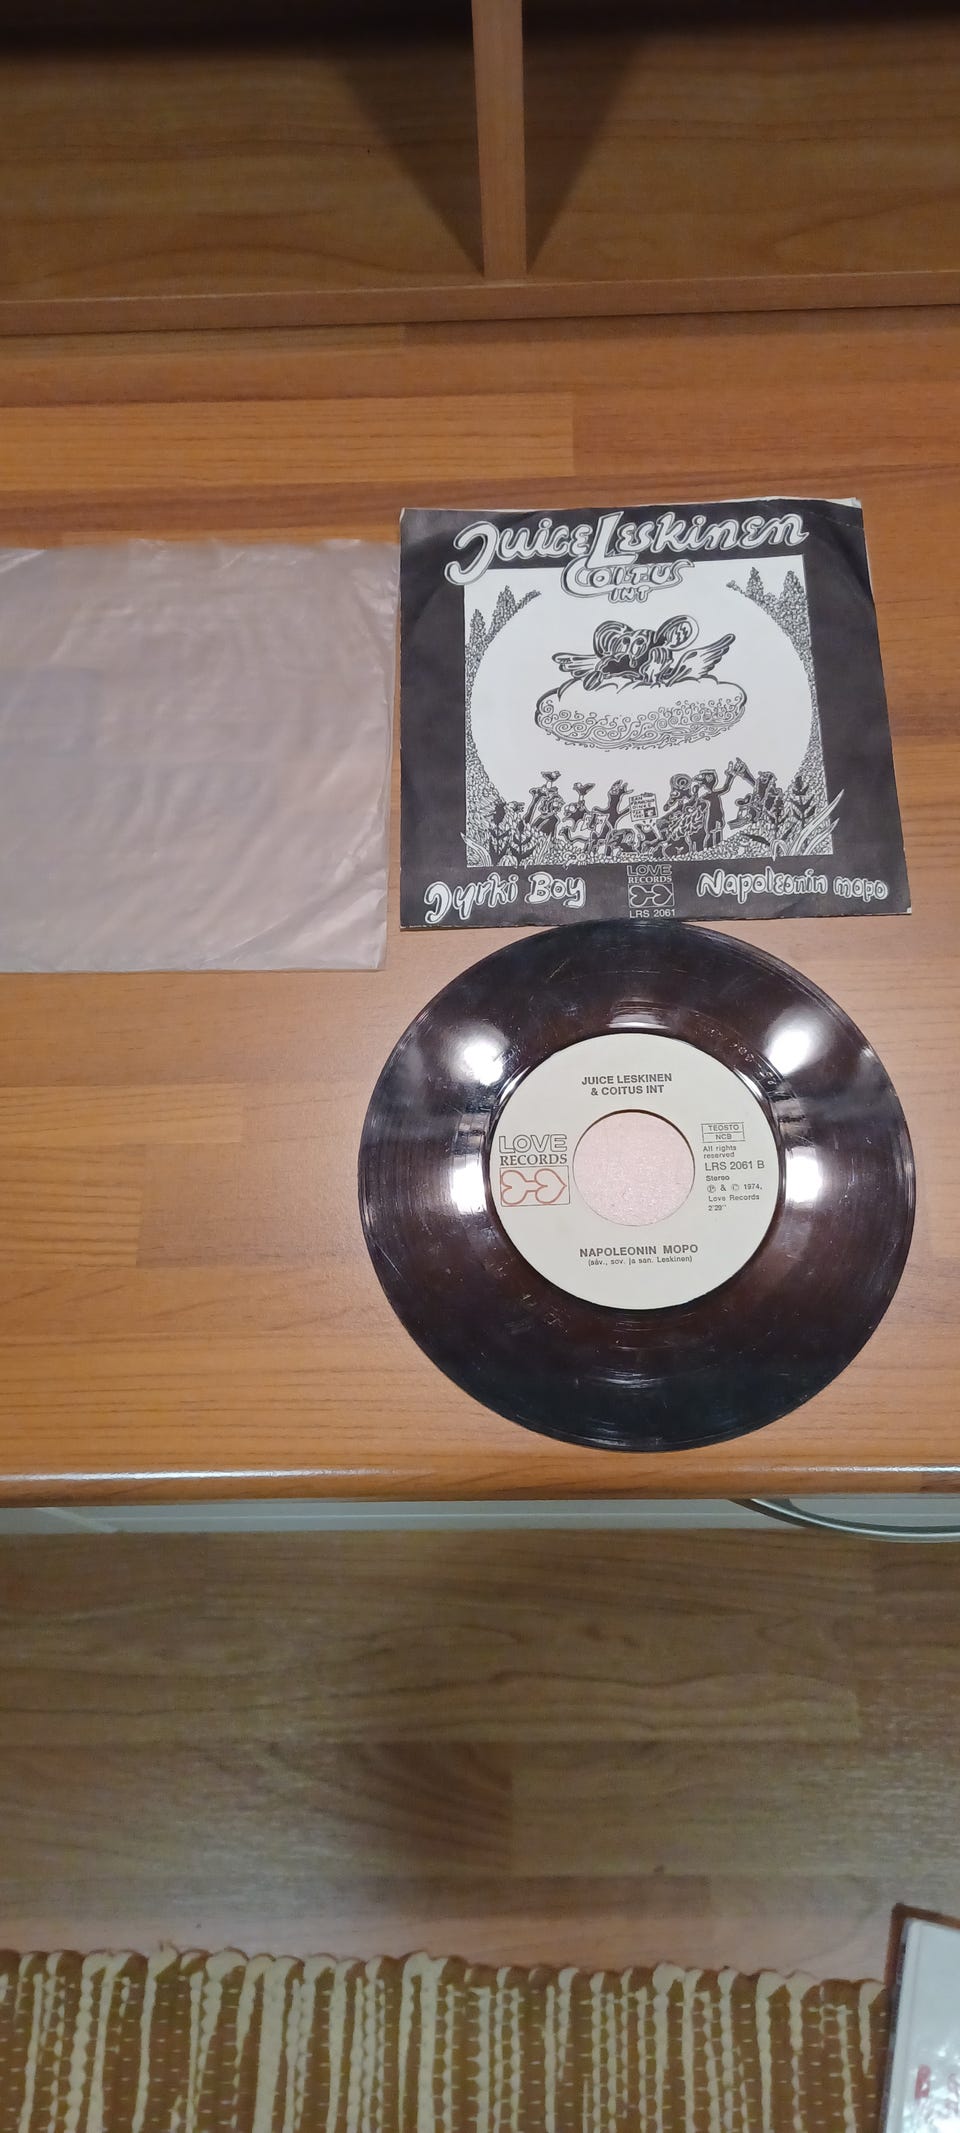 Juice Leskinen
COITUS
INT
Jyrki Boy
LOVE
RECORDS
LRS 2061
Napoleonin mopo
JUICE LESKINEN
& COITUS INT
LOVE
RECORDS
TEOSTO
NCB
All rights
reserved
LRS 2061 B
Stereo
Ⓟ & © 1974,
Love Records
2'29"
NAPOLEONIN MOPO
(säv., sov. ja san. Leskinen)